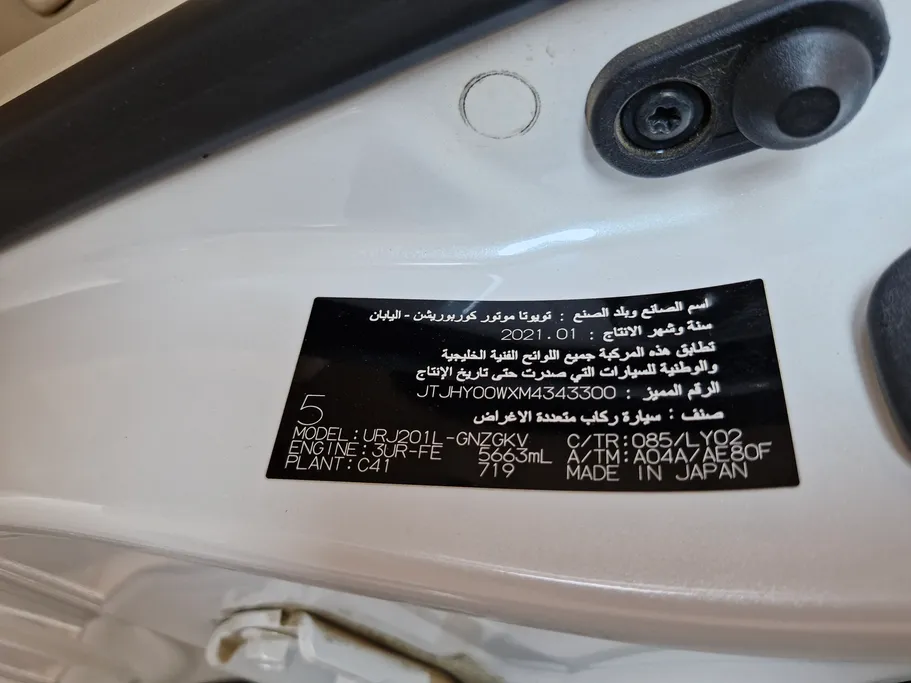 اسم الصانع وبلد الصنع : تويوتا موتور كوربوريشن - اليابان
سنة وشهر الانتاج : 2021.01
تطابق هذه المركبة جميع اللوائح الفنية الخليجية
والوطنية للسيارات التي صدرت حتى تاريخ الإنتاج
الرقم المميز : JTJHY00WXM4343300
صنف : سيارة ركاب متعددة الاغراض
5
MODEL:URJ201L-GNZGKV C/TR:085/LY02
ENGINE:3UR-FE 5663mL A/TM:A04A/AE80F
PLANT:C41 719 MADE IN JAPAN